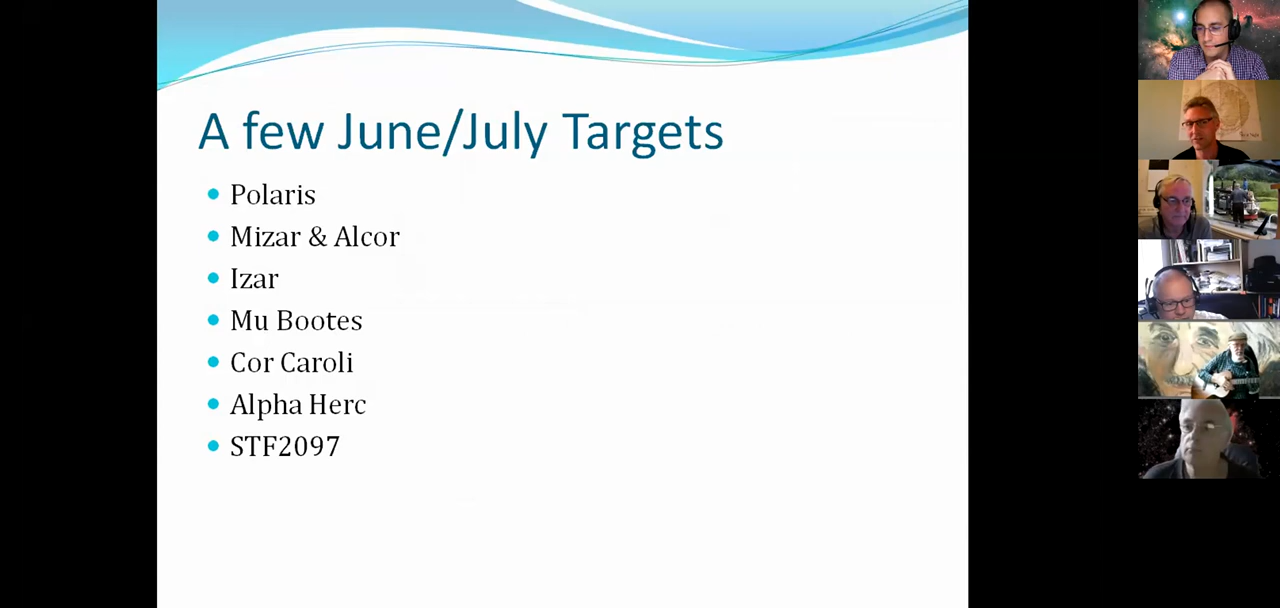 A few June/July Targets
Polaris
Mizar & Alcor
Izar
Mu Bootes
Cor Caroli
Alpha Herc
STF2097